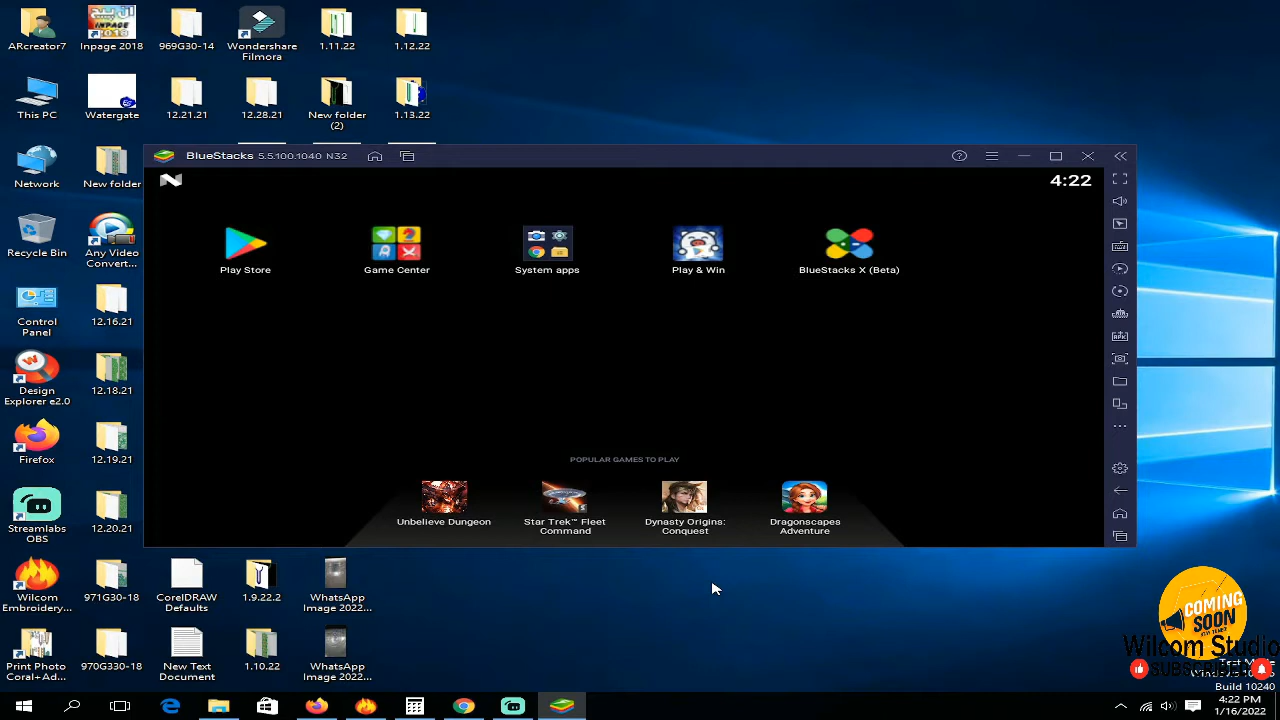 ARcreator7
Inpage 2018
969G30-14
Wondershare
Filmora
1.11.22
1.12.22
This PC
Watergate
12.21.21
12.28.21
New folder
(2)
1.13.22
BlueStacks 5.5.100.1040 N32
4:22
Network
New folder
Play Store
Game Center
System apps
Play & Win
BlueStacks X (Beta)
Recycle Bin
Any Video
Convert...
Control
Panel
12.16.21
Design
Explorer e2.0
12.18.21
Firefox
12.19.21
POPULAR GAMES TO PLAY
Unbelieve Dungeon
Star Trek™ Fleet
Command
Dynasty Origins:
Conquest
Dragonscapes
Adventure
Streamlabs
OBS
12.20.21
Wilcom
Embroidery...
971G30-18
CorelDRAW
Defaults
1.9.22.2
WhatsApp
Image 2022...
Print Photo
Coral+Ad...
970G330-18
New Text
Document
1.10.22
WhatsApp
COMING
SOON
Wilcom Studio
Build 10240
4:22 PM
1/16/2022